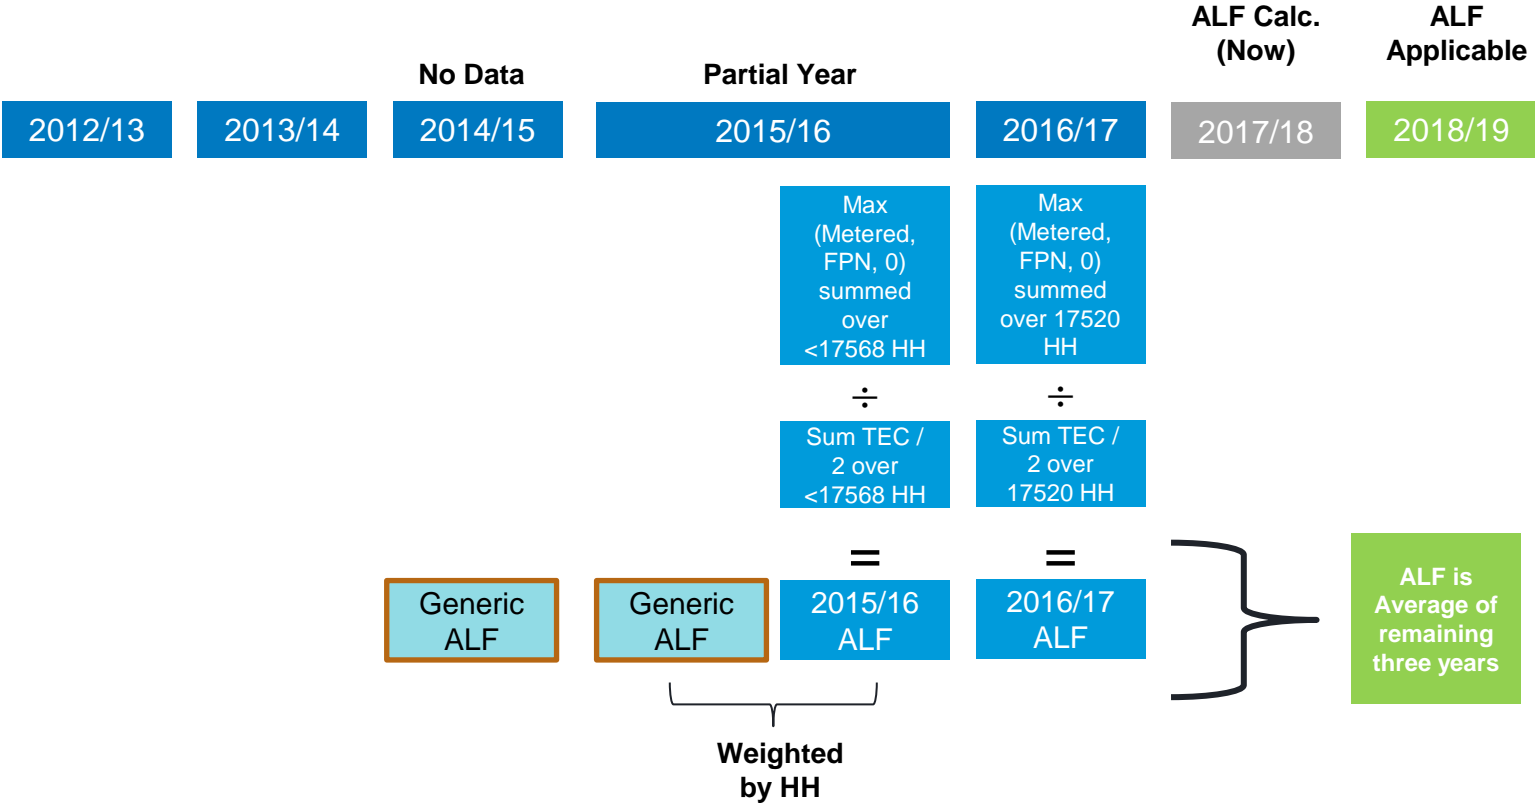 ALF Calc.
(Now)
ALF
Applicable
No Data
Partial Year
2012/13
2013/14
2014/15
2015/16
2016/17
2017/18
2018/19
Max
(Metered,
FPN, 0)
summed
over
<17568 HH
Max
(Metered,
FPN, 0)
summed
over 17520
HH
÷
÷
Sum TEC /
2 over
<17568 HH
Sum TEC /
2 over
17520 HH
=
=
Generic
ALF
Generic
ALF
2015/16
ALF
2016/17
ALF
ALF is
Average of
remaining
three years
Weighted
by HH